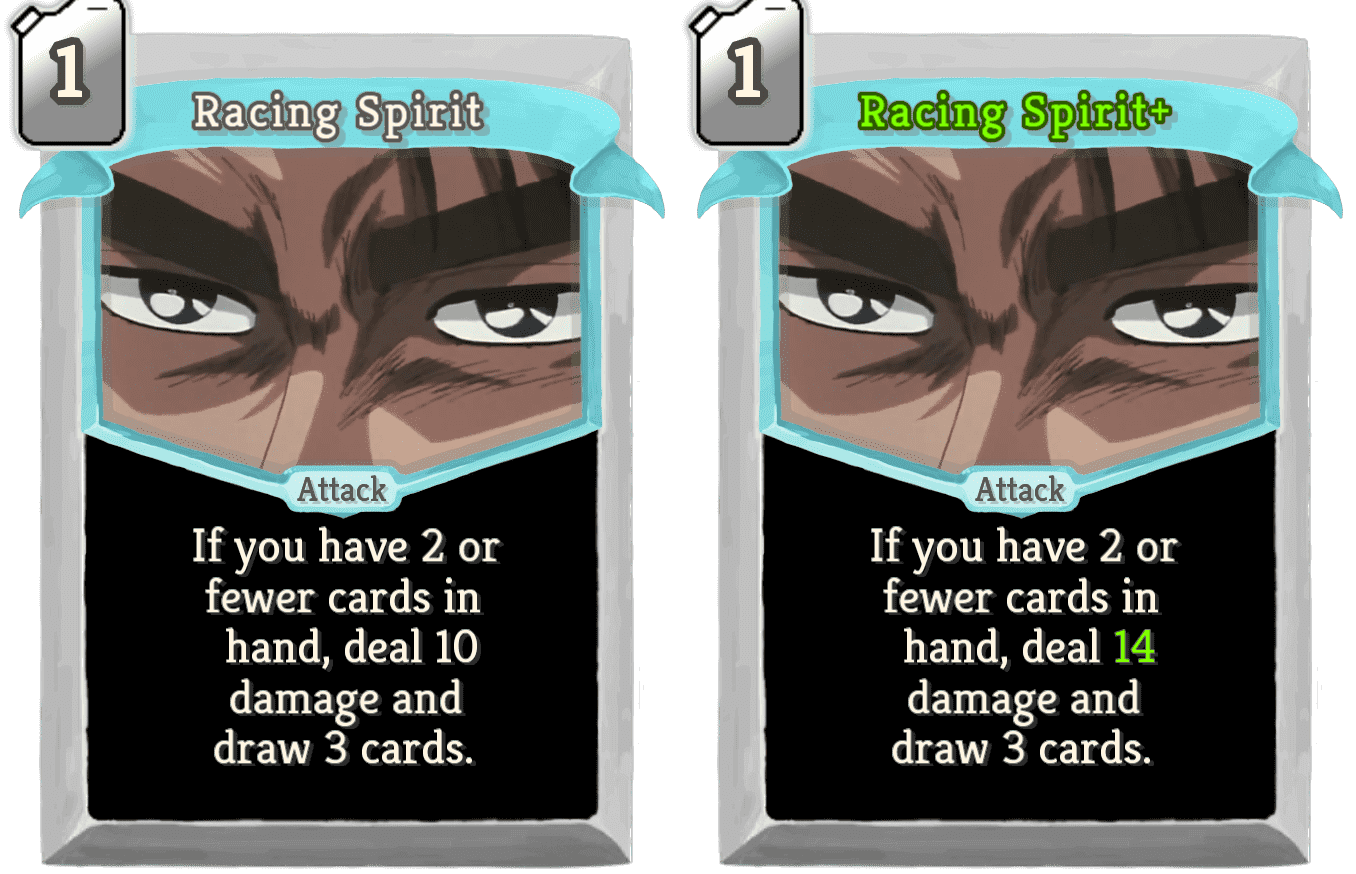 1
Racing Spirit
Attack
If you have 2 or
fewer cards in
hand, deal 10
damage and
draw 3 cards.
1
Racing Spirit+
Attack
If you have 2 or
fewer cards in
hand, deal 14
damage and
draw 3 cards.